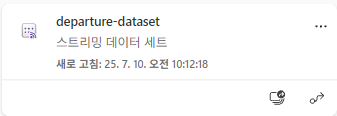 departure-dataset
스트리밍 데이터 세트
새로 고침: 25. 7. 10. 오전 10:12:18